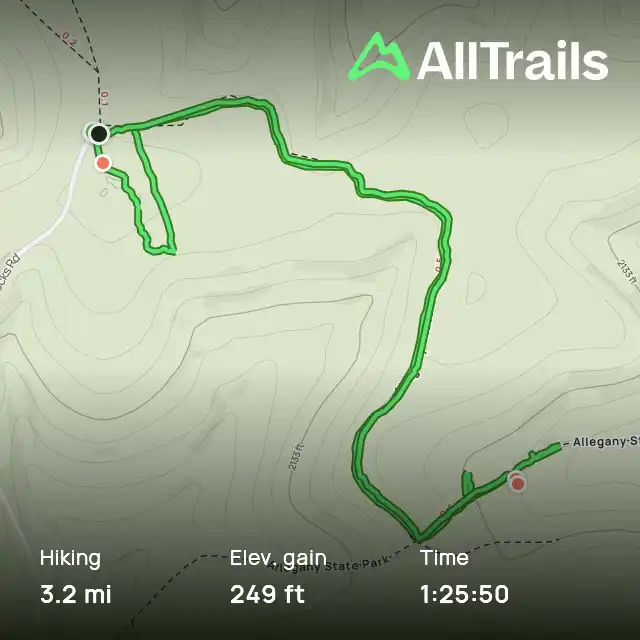 0.2
AllTrails
1.0
cks Rd
0.5
2133 ft
2133 ft
Allegany St
Allegany State Park
Hiking
Elev. gain
Time
3.2 mi
249 ft
1:25:50